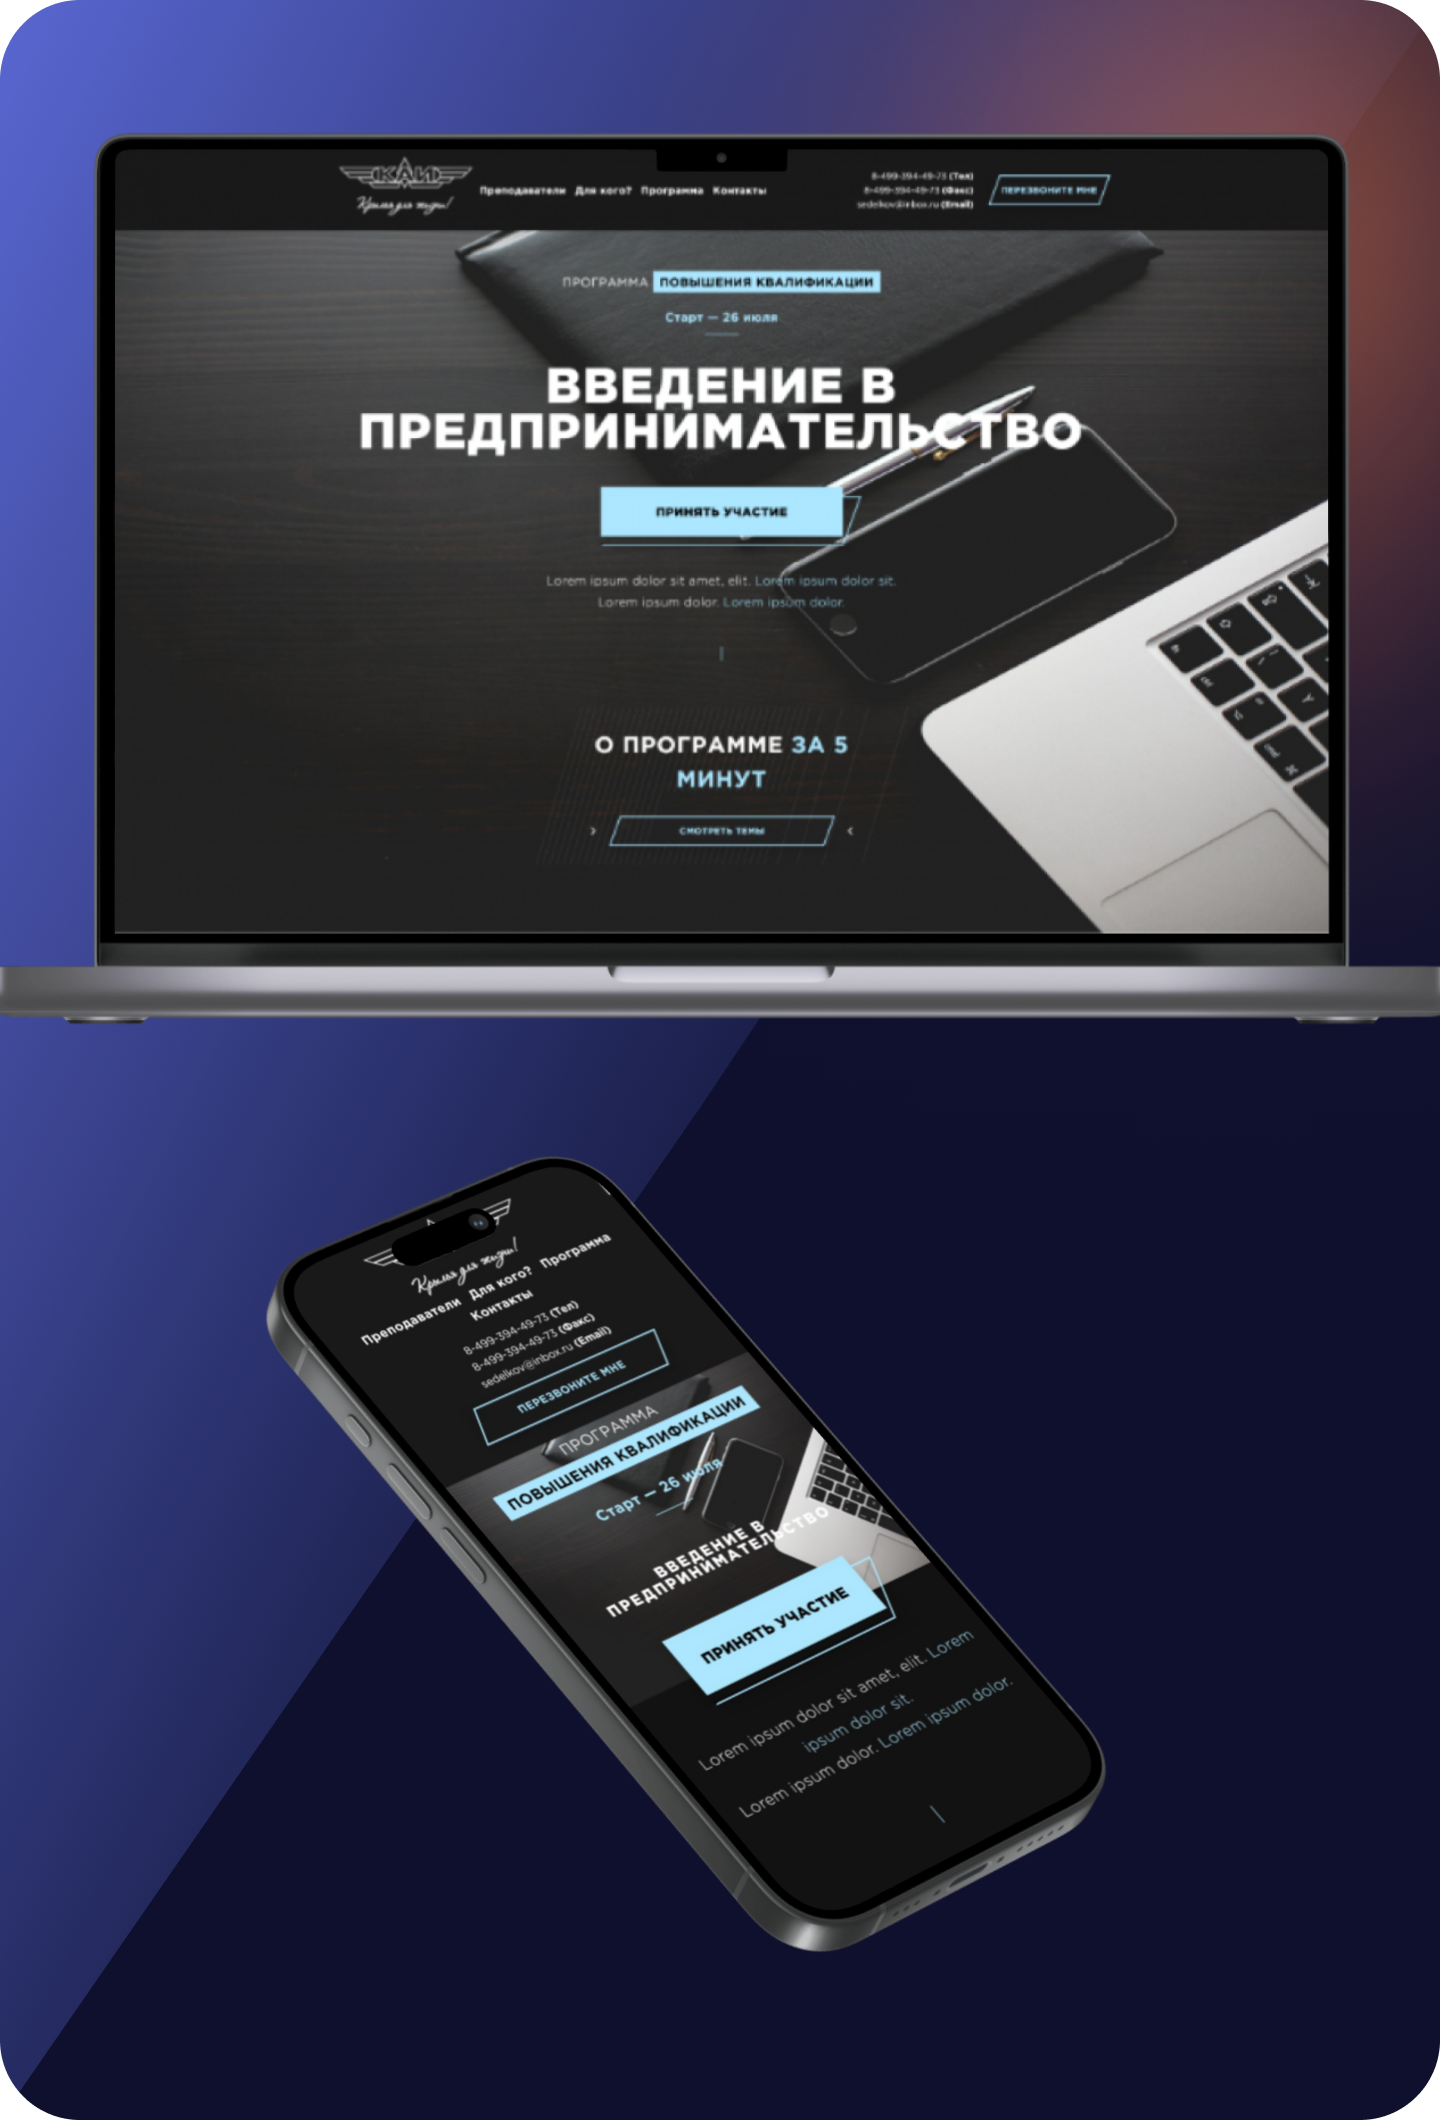 КАИ
Крылья для жизни!
Преподаватели Для кого? Программа Контакты
8-499-394-49-73 (Тел)
8-499-394-49-73 (Факс)
sedelkov@inbox.ru (Email)
ПЕРЕЗВОНИТЕ МНЕ
ПРОГРАММА ПОВЫШЕНИЯ КВАЛИФИКАЦИИ
Старт — 26 июля
ВВЕДЕНИЕ В
ПРЕДПРИНИМАТЕЛЬСТВО
ПРИНЯТЬ УЧАСТИЕ
Lorem ipsum dolor sit amet, elit. Lorem ipsum dolor sit.
Lorem ipsum dolor. Lorem ipsum dolor.
О ПРОГРАММЕ ЗА 5
МИНУТ
СМОТРЕТЬ ТЕМЫ
Крылья для жизни!
Преподаватели Для кого? Программа
Контакты
8-499-394-49-73 (Тел)
8-499-394-49-73 (Факс)
sedelkov@inbox.ru (Email)
ПЕРЕЗВОНИТЕ МНЕ
ПРОГРАММА
ПОВЫШЕНИЯ КВАЛИФИКАЦИИ
Старт — 26 июля
ВВЕДЕНИЕ В
ПРЕДПРИНИМАТЕЛЬСТВО
ПРИНЯТЬ УЧАСТИЕ
Lorem ipsum dolor sit amet, elit. Lorem
ipsum dolor sit.
Lorem ipsum dolor. Lorem ipsum dolor.